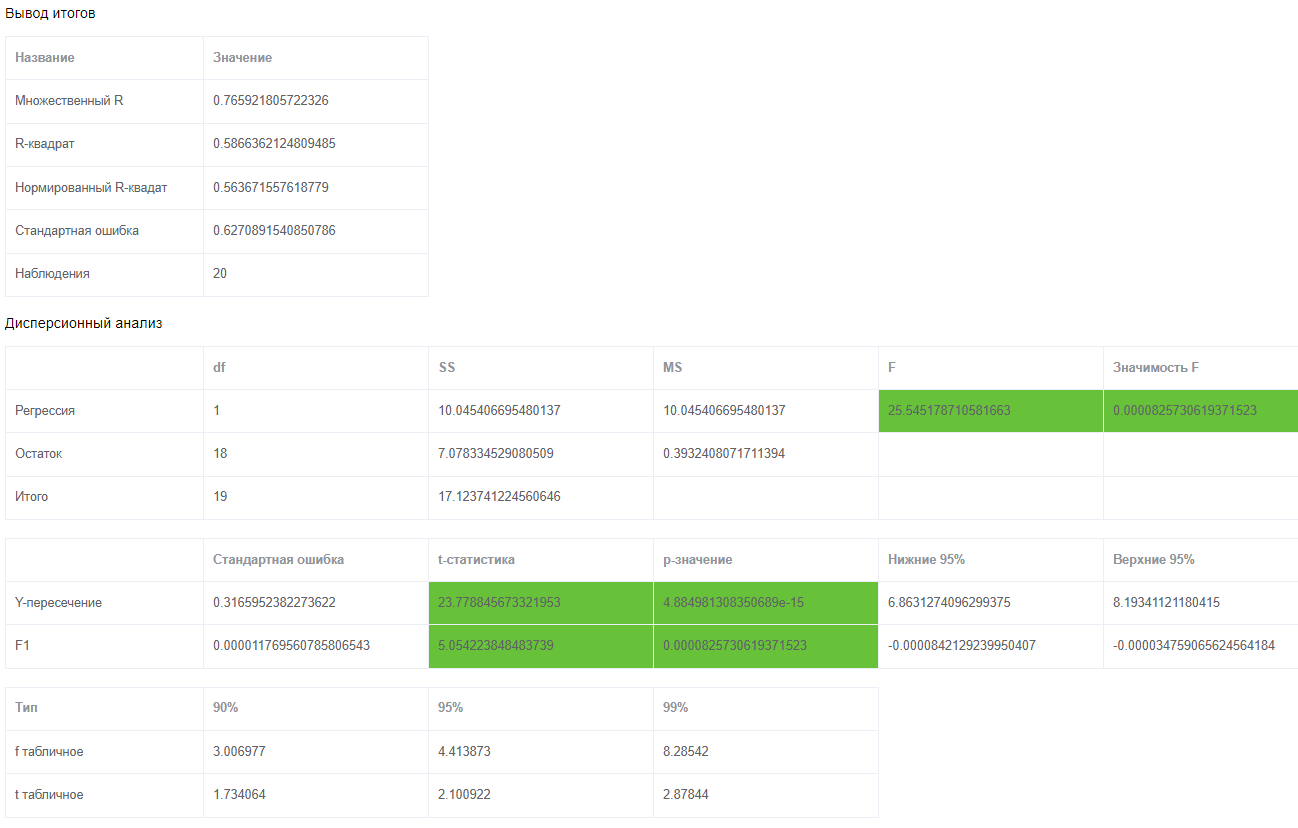 Вывод итогов
Название Значение
Множественный R 0.765921805722326
R-квадрат 0.5866362124809485
Нормированный R-квадат 0.563671557618779
Стандартная ошибка 0.6270891540850786
Наблюдения 20
Дисперсионный анализ
df SS MS F Значимость F
Регрессия 1 10.045406695480137 10.045406695480137 25.545178710581663 0.0000825730619371523
Остаток 18 7.078334529080509 0.3932408071711394
Итого 19 17.123741224560646
Стандартная ошибка t-статистика p-значение Нижние 95% Верхние 95%
Y-пересечение 0.3165952382273622 23.778845673321953 4.884981308350689e-15 6.8631274096299375 8.19341121180415
F1 0.000011769560785806543 5.054223848483739 0.0000825730619371523 -0.0000842129239950407 -0.000034759065624564184
Тип 90% 95% 99%
f табличное 3.006977 4.413873 8.28542
t табличное 1.734064 2.100922 2.87844